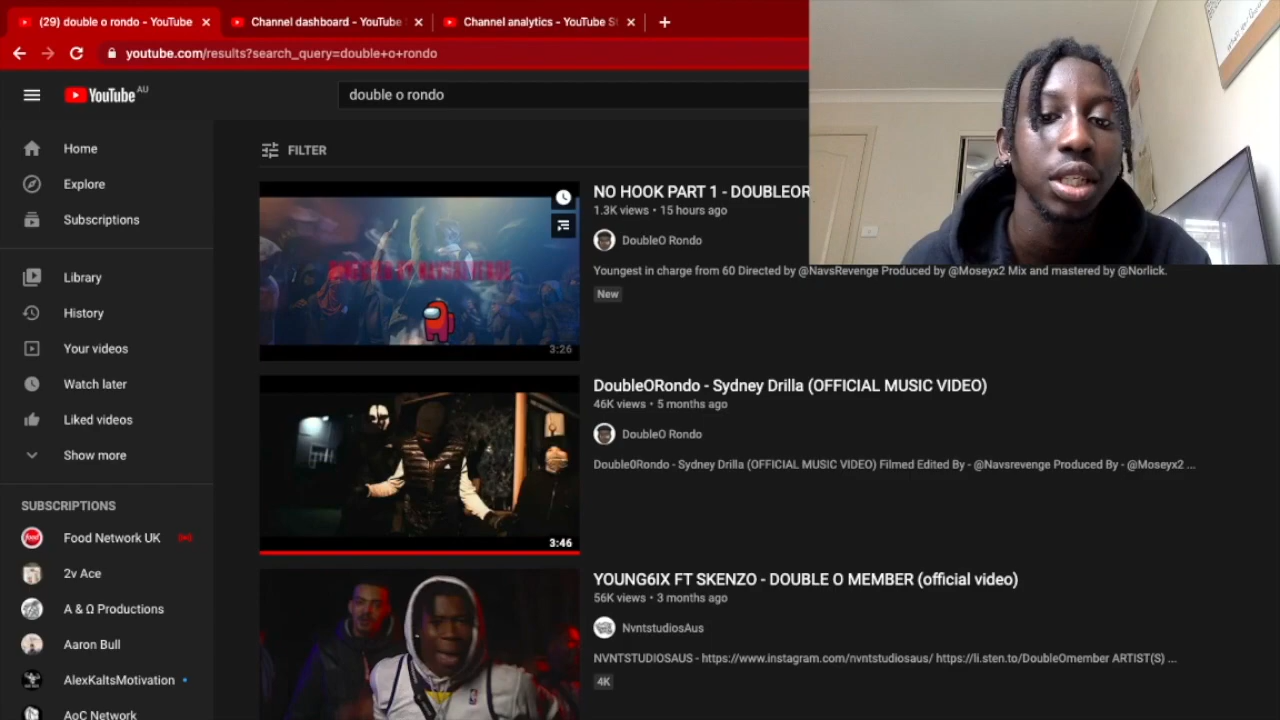 (29) double o rondo - YouTube
Channel dashboard - YouTube
Channel analytics - YouTube St
youtube.com/results?search_query=double+o+rondo
YouTube AU
double o rondo
Home
Explore
Subscriptions
Library
History
Your videos
Watch later
Liked videos
Show more
SUBSCRIPTIONS
Food Network UK
2v Ace
A & Ω Productions
Aaron Bull
AlexKaltsMotivation
AoC Network
FILTER
3:26
NO HOOK PART 1 - DOUBLEOR
1.3K views • 15 hours ago
DoubleO Rondo
Youngest in charge from 60 Directed by @NavsRevenge Produced by @Moseyx2 Mix and mastered by @Norlick.
New
3:46
DoubleORondo - Sydney Drilla (OFFICIAL MUSIC VIDEO)
46K views • 5 months ago
DoubleO Rondo
Double0Rondo - Sydney Drilla (OFFICIAL MUSIC VIDEO) Filmed Edited By - @Navsrevenge Produced By - @Moseyx2 ...
YOUNG6IX FT SKENZO - DOUBLE O MEMBER (official video)
56K views • 3 months ago
NvntstudiosAus
NVNTSTUDIOSAUS - https://www.instagram.com/nvntstudiosaus/ https://li.sten.to/DoubleOmember ARTIST(S) ...
4K